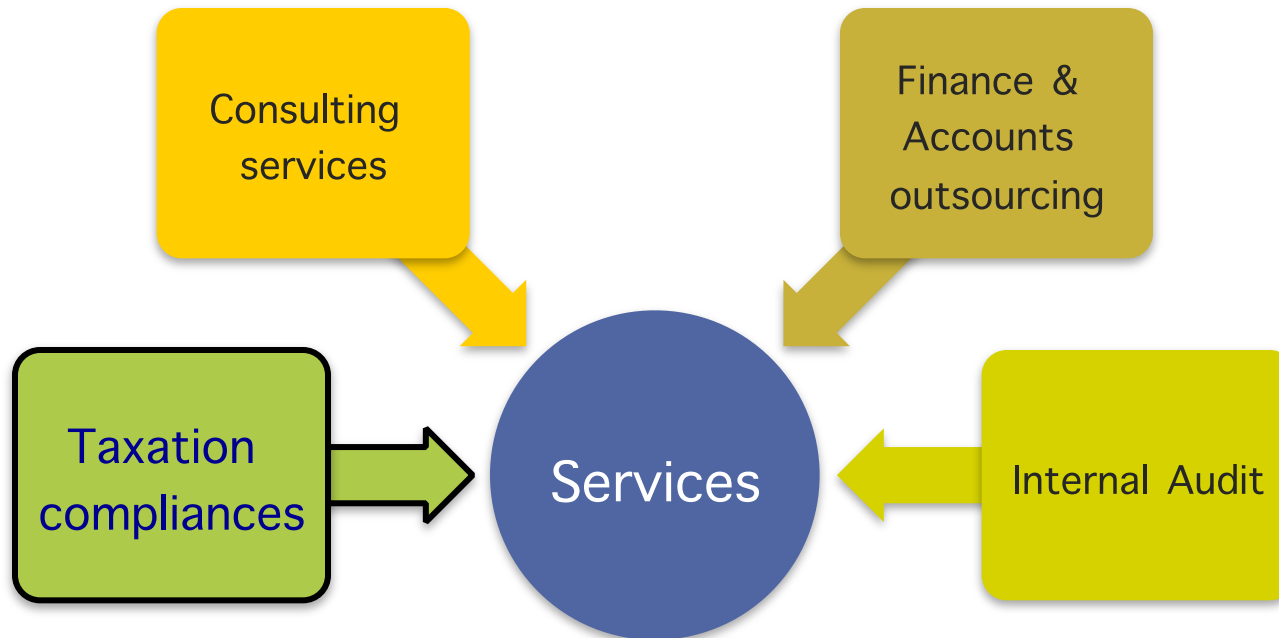 Consulting
services
Finance &
Accounts
outsourcing
Taxation
compliances
Services
Internal Audit